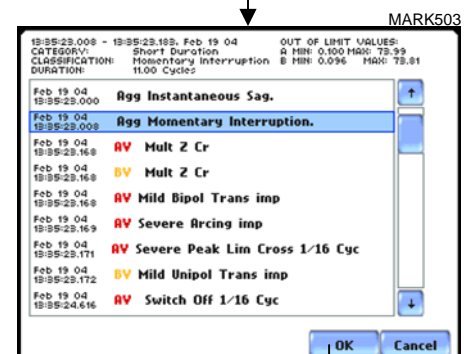 MARK503
13:35:23.008 - 13:35:23.183, Feb 19 04 OUT OF LIMIT VALUES:
CATEGORY: Short Duration A MIN: 0.100 MAX: 73.99
CLASSIFICATION: Momentary Interruption B MIN: 0.096 MAX: 73.81
DURATION: 11.00 Cycles
Feb 19 04
13:35:23.000 Agg Instantaneous Sag.
Feb 19 04
13:35:23.008 Agg Momentary Interruption.
Feb 19 04
13:35:23.168 AV Mult Z Cr
Feb 19 04
13:35:23.168 BV Mult Z Cr
Feb 19 04
13:35:23.168 AV Mild Bipol Trans imp
Feb 19 04
13:35:23.169 AV Severe Arcing imp
Feb 19 04
13:35:23.171 AV Severe Peak Lim Cross 1/16 Cyc
Feb 19 04
13:35:23.172 BV Mild Unipol Trans imp
Feb 19 04
13:35:24.616 AV Switch Off 1/16 Cyc
OK Cancel